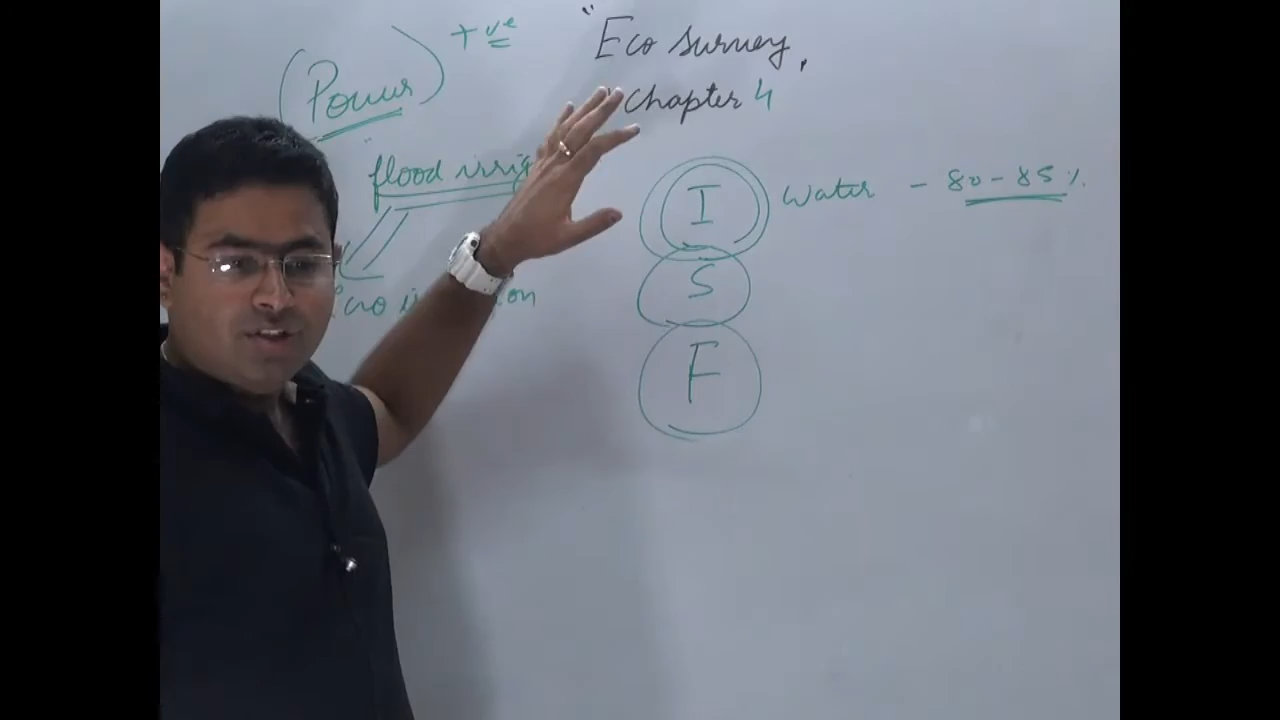 (Power) +ve
"Eco survey,
" Chapter 4
"flood irrig
I Water - 80-85%
S
F